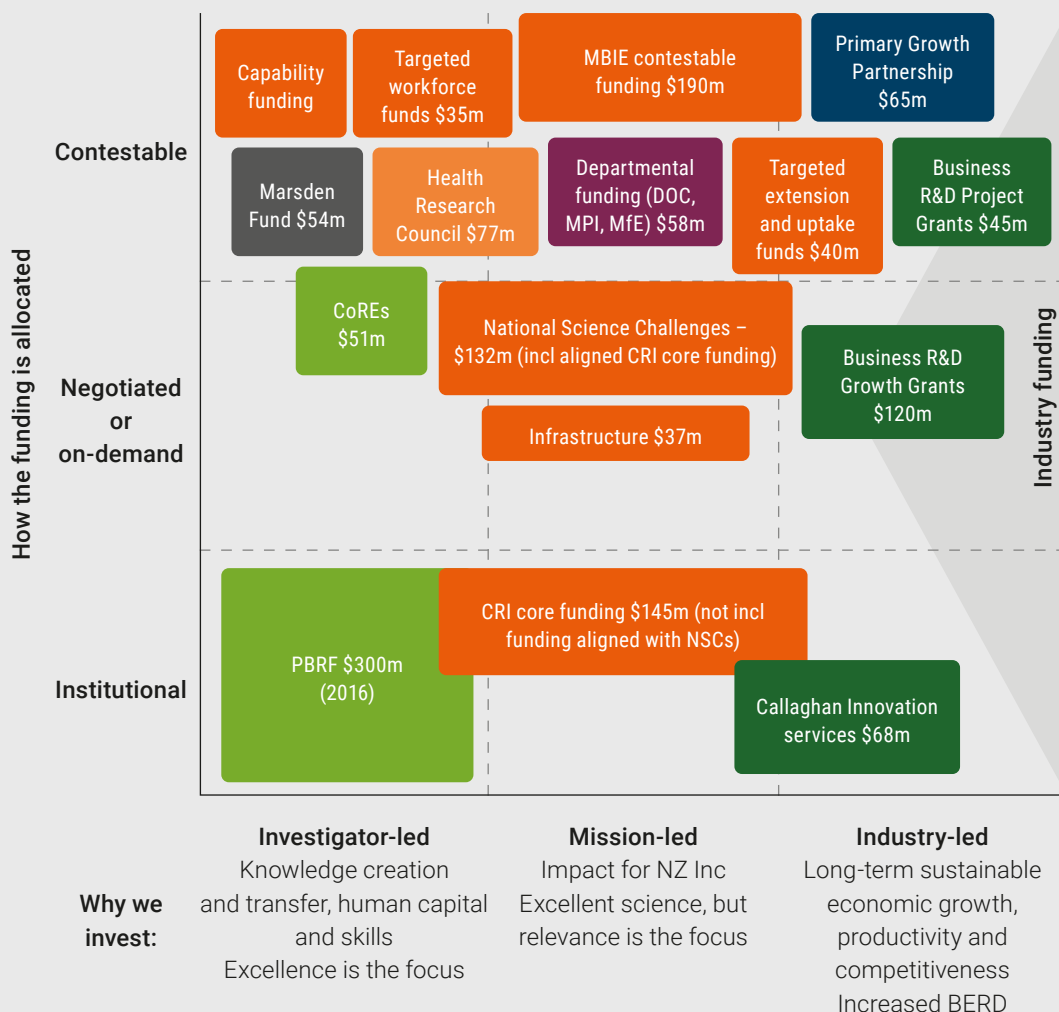 How the funding is allocated
Contestable
Capability
funding
Targeted
workforce
funds $35m
MBIE contestable
funding $190m
Primary Growth
Partnership
$65m
Marsden
Fund $54m
Health
Research
Council $77m
Departmental
funding (DOC,
MPI, MfE) $58m
Targeted
extension
and uptake
funds $40m
Business
R&D Project
Grants $45m
Negotiated
or
on-demand
CoREs
$51m
National Science Challenges –
$132m (incl aligned CRI core funding)
Infrastructure $37m
Business R&D
Growth Grants
$120m
Industry funding
Institutional
PBRF $300m
(2016)
CRI core funding $145m (not incl
funding aligned with NSCs)
Callaghan Innovation
services $68m
Why we
invest:
Investigator-led
Knowledge creation
and transfer, human capital
and skills
Excellence is the focus
Mission-led
Impact for NZ Inc
Excellent science, but
relevance is the focus
Industry-led
Long-term sustainable
economic growth,
productivity and
competitiveness
Increased BERD